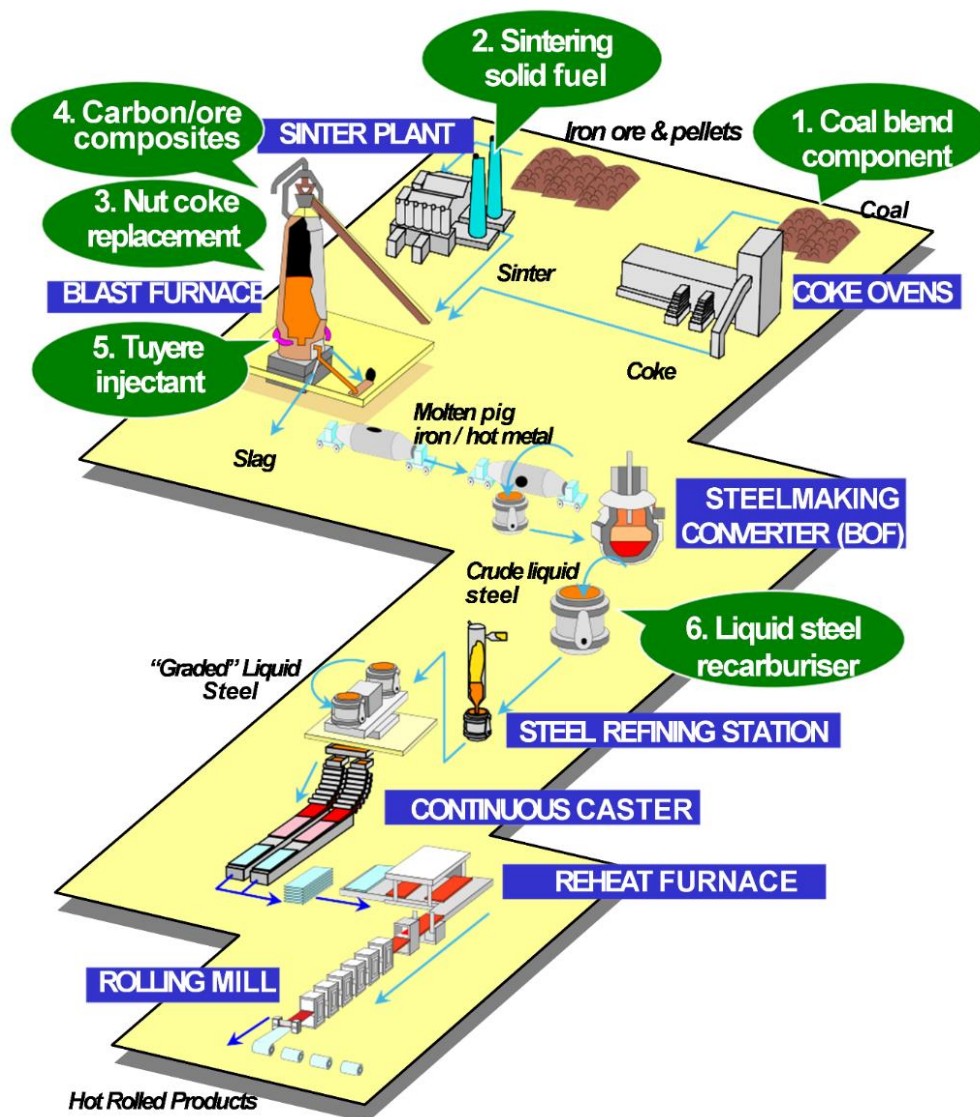 2. Sintering
solid fuel
4. Carbon/ore
composites
SINTER PLANT
Iron ore & pellets
1. Coal blend
component
3. Nut coke
replacement
Coal
Sinter
BLAST FURNACE
COKE OVENS
5. Tuyere
injectant
Coke
Molten pig
iron / hot metal
Slag
STEELMAKING
CONVERTER (BOF)
Crude liquid
steel
6. Liquid steel
recarburiser
“Graded” Liquid
Steel
STEEL REFINING STATION
CONTINUOUS CASTER
REHEAT FURNACE
ROLLING MILL
Hot Rolled Products